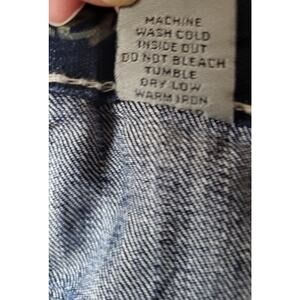 MACHINE
WASH COLD
INSIDE OUT
DO NOT BLEACH
TUMBLE
DRY LOW
WARM IRON